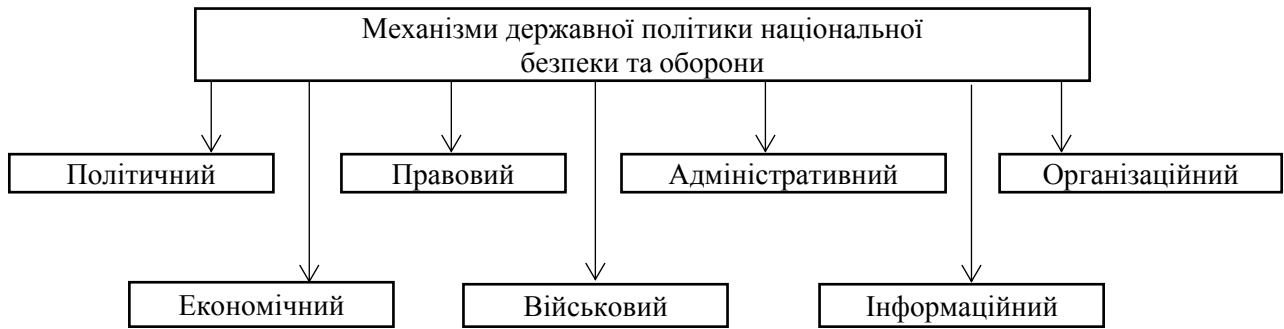 Механізми державної політики національної
безпеки та оборони
Політичний
Правовий
Адміністративний
Організаційний
Економічний
Військовий
Інформаційний